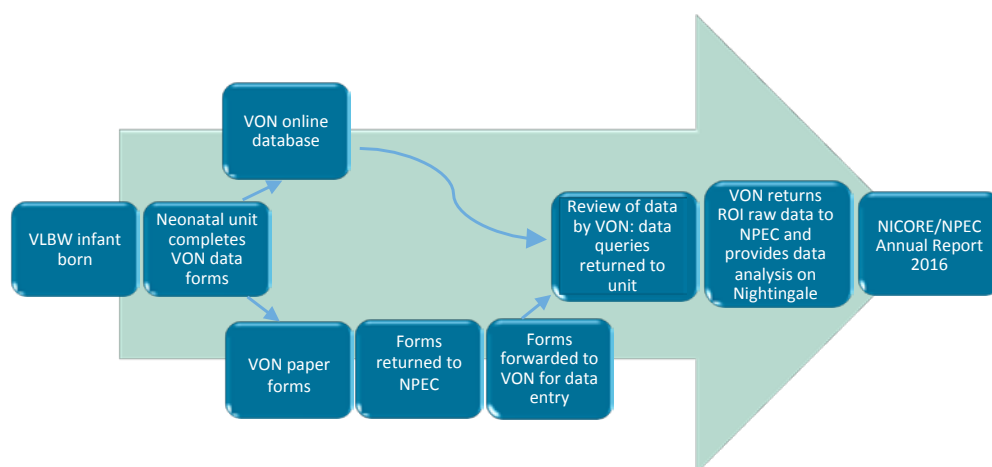 VLBW infant
born
Neonatal unit
completes
VON data
forms
VON online
database
VON paper
forms
Forms
returned to
NPEC
Forms
forwarded to
VON for data
entry
Review of data
by VON: data
queries
returned to
unit
VON returns
ROI raw data to
NPEC and
provides data
analysis on
Nightingale
NICORE/NPEC
Annual Report
2016